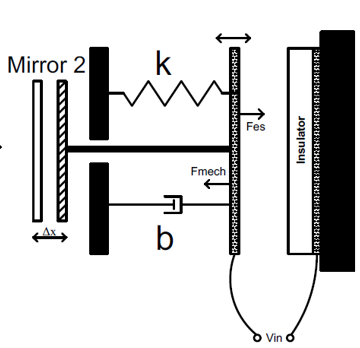 Mirror 2
k
Fes
Insulator
Fmech
b
Δx
Vin